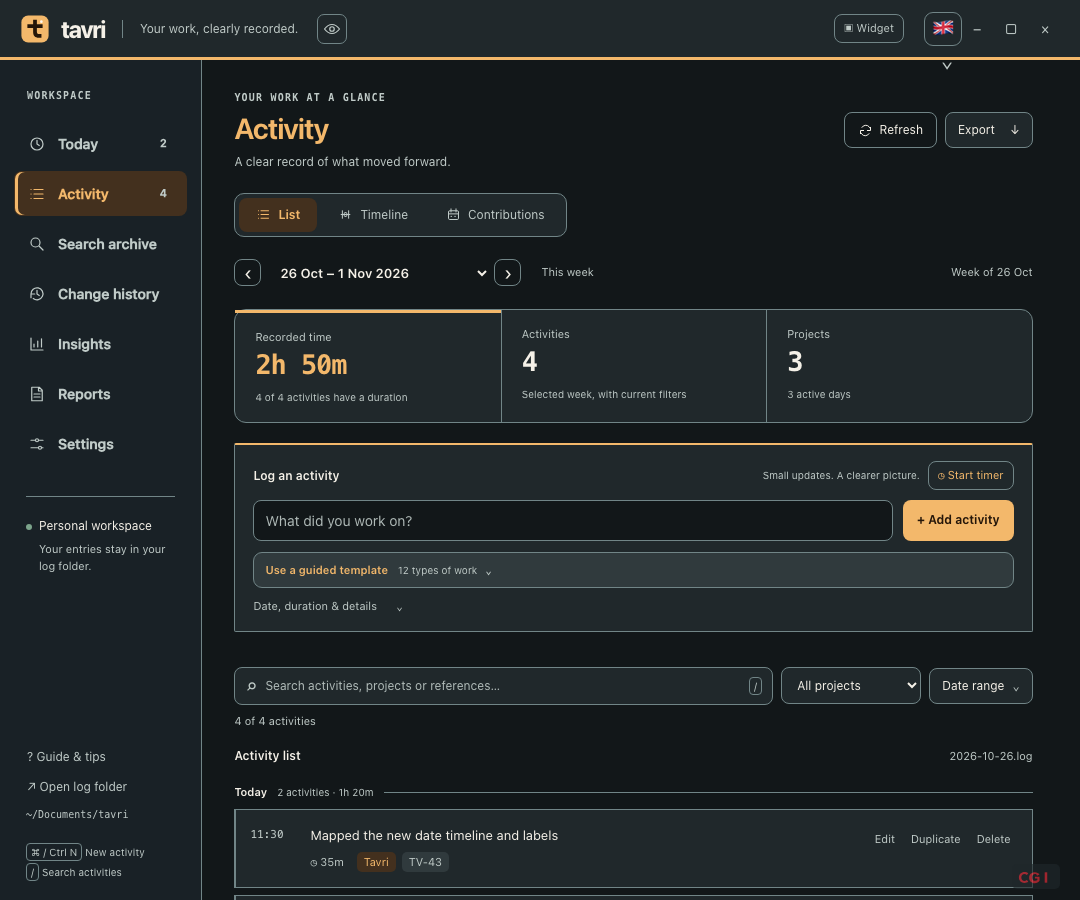 tavri
Your work, clearly recorded.
Widget
WORKSPACE
Today 2
Activity 4
Search archive
Change history
Insights
Reports
Settings
Personal workspace
Your entries stay in your
log folder.
? Guide & tips
↗ Open log folder
~/Documents/tavri
⌘ / Ctrl N New activity
/ Search activities
YOUR WORK AT A GLANCE
Activity
A clear record of what moved forward.
Refresh
Export ↓
List
Timeline
Contributions
‹ 26 Oct – 1 Nov 2026 › This week
Week of 26 Oct
Recorded time
2h 50m
4 of 4 activities have a duration
Activities
4
Selected week, with current filters
Projects
3
3 active days
Log an activity
Small updates. A clearer picture.
Start timer
What did you work on?
+ Add activity
Use a guided template 12 types of work
Date, duration & details
Search activities, projects or references... /
All projects
Date range
4 of 4 activities
Activity list
2026-10-26.log
Today 2 activities · 1h 20m
11:30 Mapped the new date timeline and labels
35m Tavri TV-43
Edit Duplicate Delete
CGI